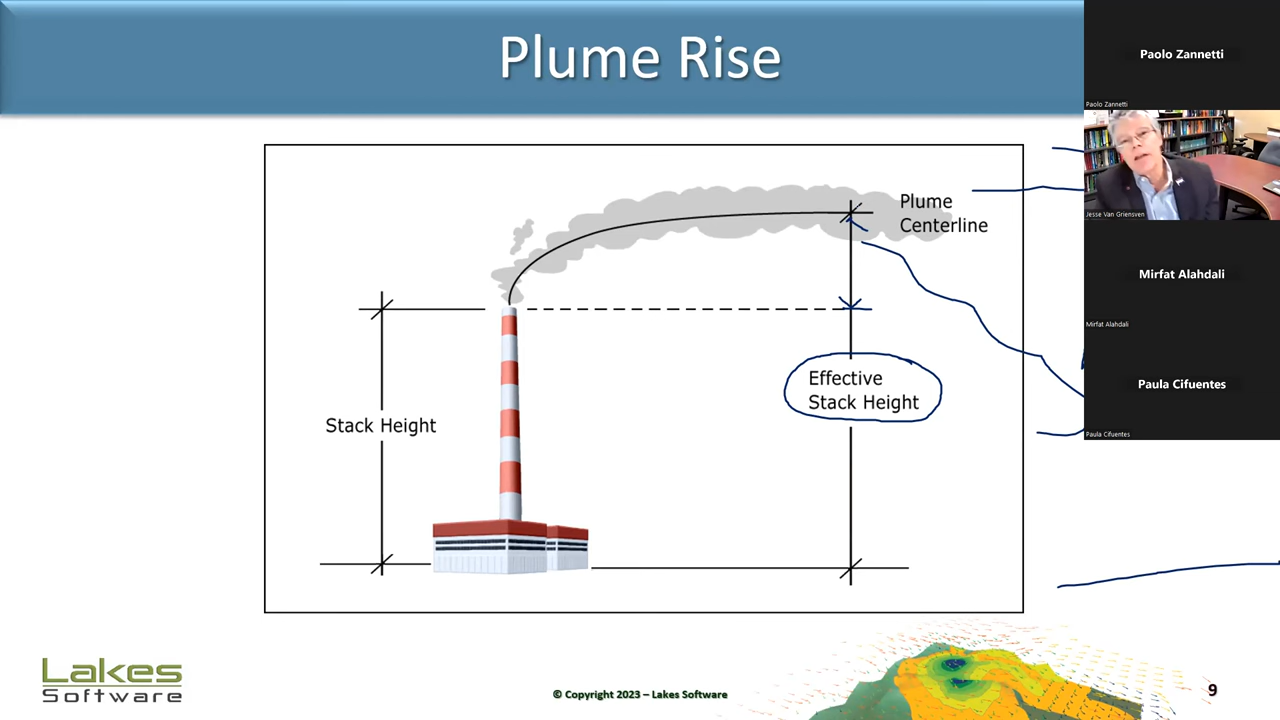 Plume Rise
Paolo Zannetti
Paolo Zannetti
Jesse Van Griensven
Mirfat Alahdali
Mirfat Alahdali
Paula Cifuentes
Paula Cifuentes
Plume
Centerline
Effective
Stack Height
Stack Height
Lakes
Software
© Copyright 2023 – Lakes Software
9